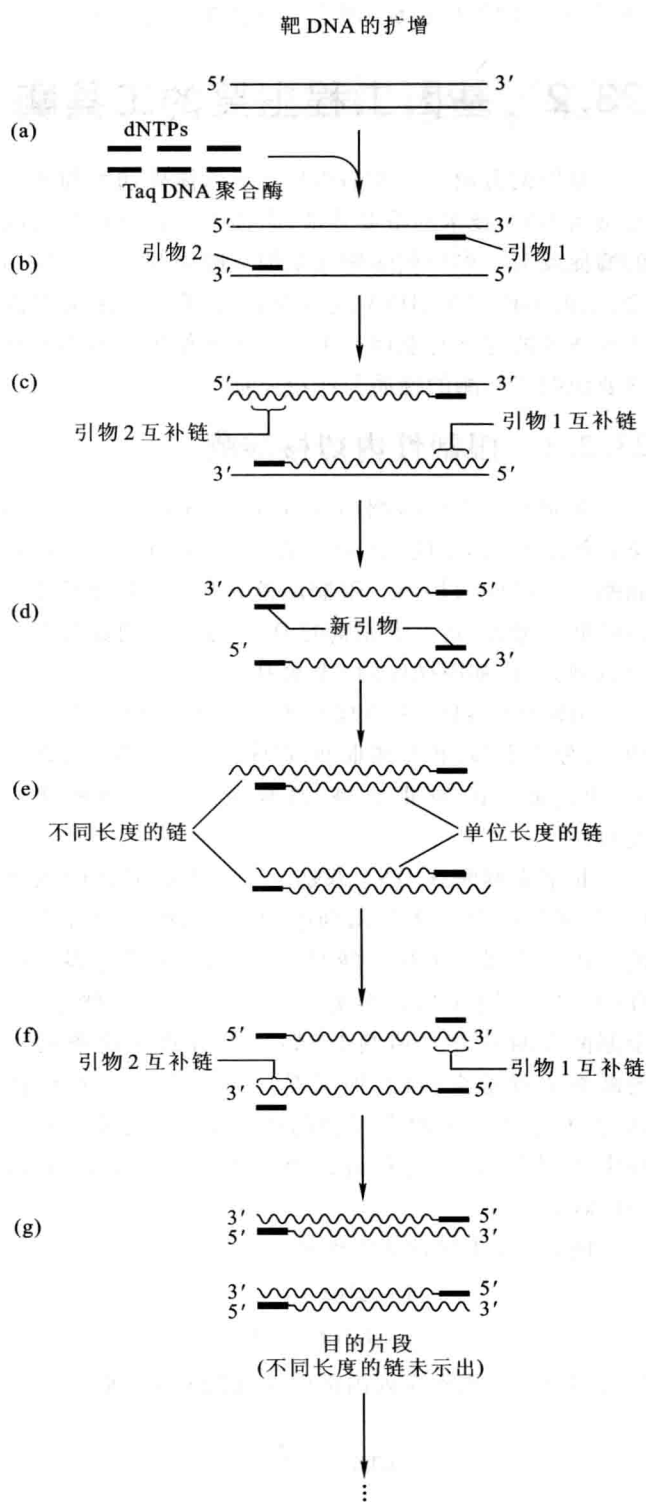 靶DNA的扩增
5′ 3′
(a)
dNTPs
Taq DNA 聚合酶
5′ 3′
引物2 引物1
(b)
3′ 5′
(c)
5′ 3′
引物2互补链 引物1互补链
3′ 5′
3′ 5′
(d)
新引物
5′ 3′
(e)
不同长度的链 单位长度的链
(f)
5′ 3′
引物2互补链 引物1互补链
3′ 5′
(g)
3′ 5′
5′ 3′
3′ 5′
5′ 3′
目的片段
(不同长度的链未示出)
⋮